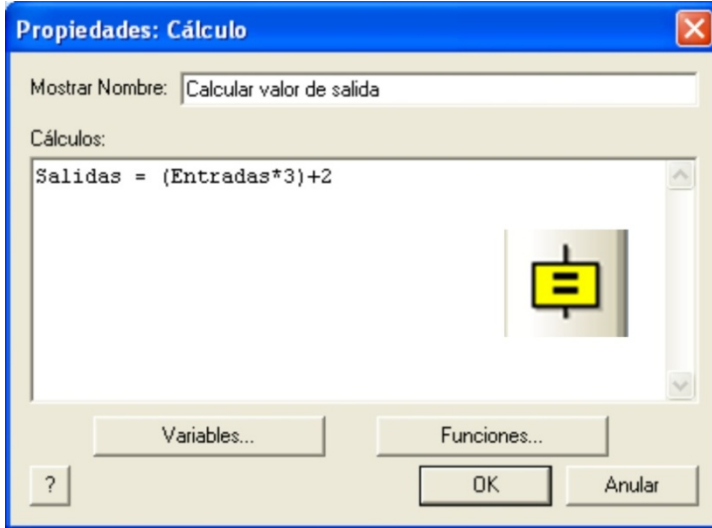 Propiedades: Cálculo
Mostrar Nombre: Calcular valor de salida
Cálculos:
Salidas = (Entradas*3)+2
Variables... Funciones...
? OK Anular